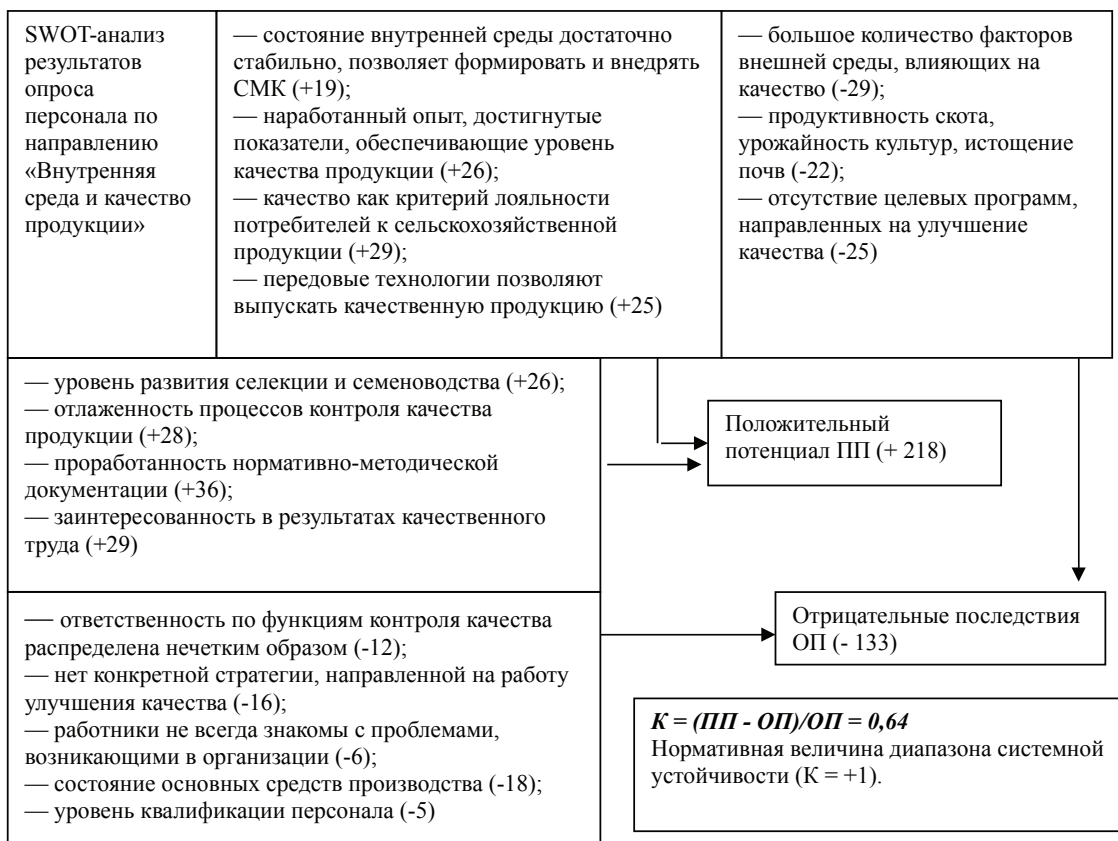 SWOT-анализ
результатов
опроса
персонала по
направлению
«Внутренняя
среда и качество
продукции»
— состояние внутренней среды достаточно
стабильно, позволяет формировать и внедрять
СМК (+19);
— наработанный опыт, достигнутые
показатели, обеспечивающие уровень
качества продукции (+26);
— качество как критерий лояльности
потребителей к сельскохозяйственной
продукции (+29);
— передовые технологии позволяют
выпускать качественную продукцию (+25)
— большое количество факторов
внешней среды, влияющих на
качество (-29);
— продуктивность скота,
урожайность культур, истощение
почв (-22);
— отсутствие целевых программ,
направленных на улучшение
качества (-25)
— уровень развития селекции и семеноводства (+26);
— отлаженность процессов контроля качества
продукции (+28);
— проработанность нормативно-методической
документации (+36);
— заинтересованность в результатах качественного
труда (+29)
Положительный
потенциал ПП (+ 218)
— ответственность по функциям контроля качества
распределена нечетким образом (-12);
— нет конкретной стратегии, направленной на работу
улучшения качества (-16);
— работники не всегда знакомы с проблемами,
возникающими в организации (-6);
— состояние основных средств производства (-18);
— уровень квалификации персонала (-5)
Отрицательные последствия
ОП (- 133)
К = (ПП - ОП)/ОП = 0,64
Нормативная величина диапазона системной
устойчивости (К = +1).